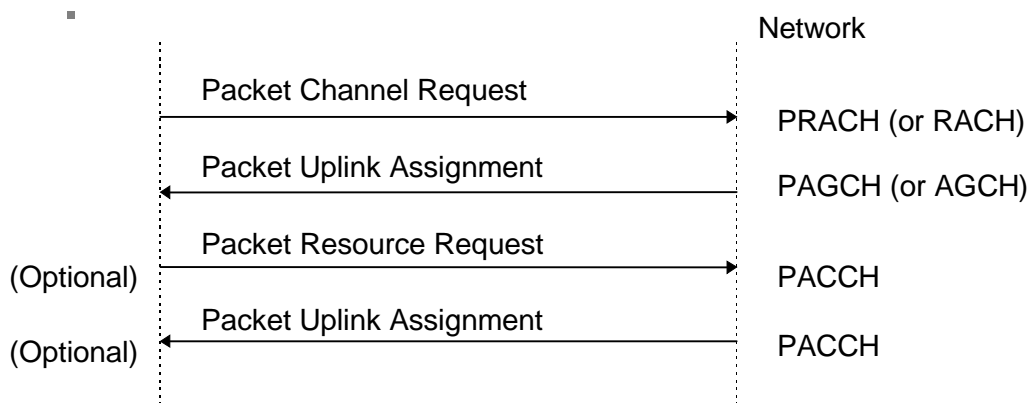 Network
Packet Channel Request
PRACH (or RACH)
Packet Uplink Assignment
PAGCH (or AGCH)
Packet Resource Request
(Optional)
PACCH
Packet Uplink Assignment
(Optional)
PACCH